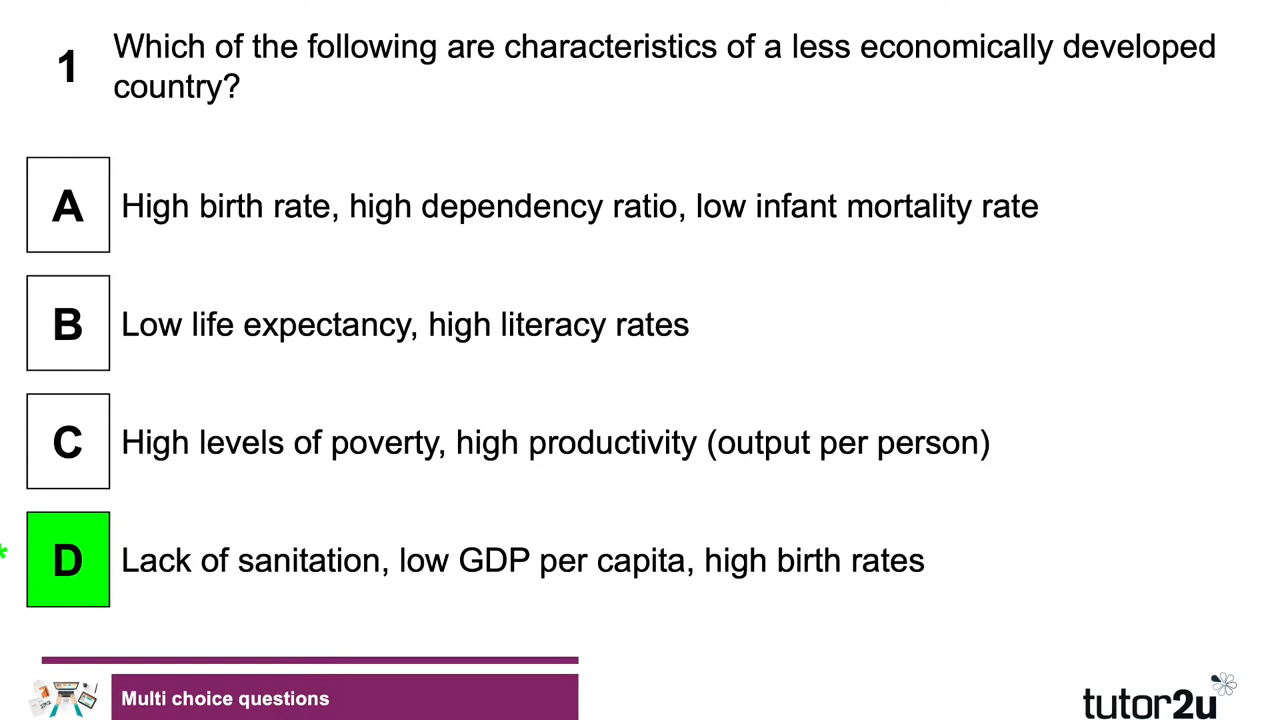 1
Which of the following are characteristics of a less economically developed
country?
A
High birth rate, high dependency ratio, low infant mortality rate
B
Low life expectancy, high literacy rates
C
High levels of poverty, high productivity (output per person)
* D
Lack of sanitation, low GDP per capita, high birth rates
Multi choice questions
tutor2u